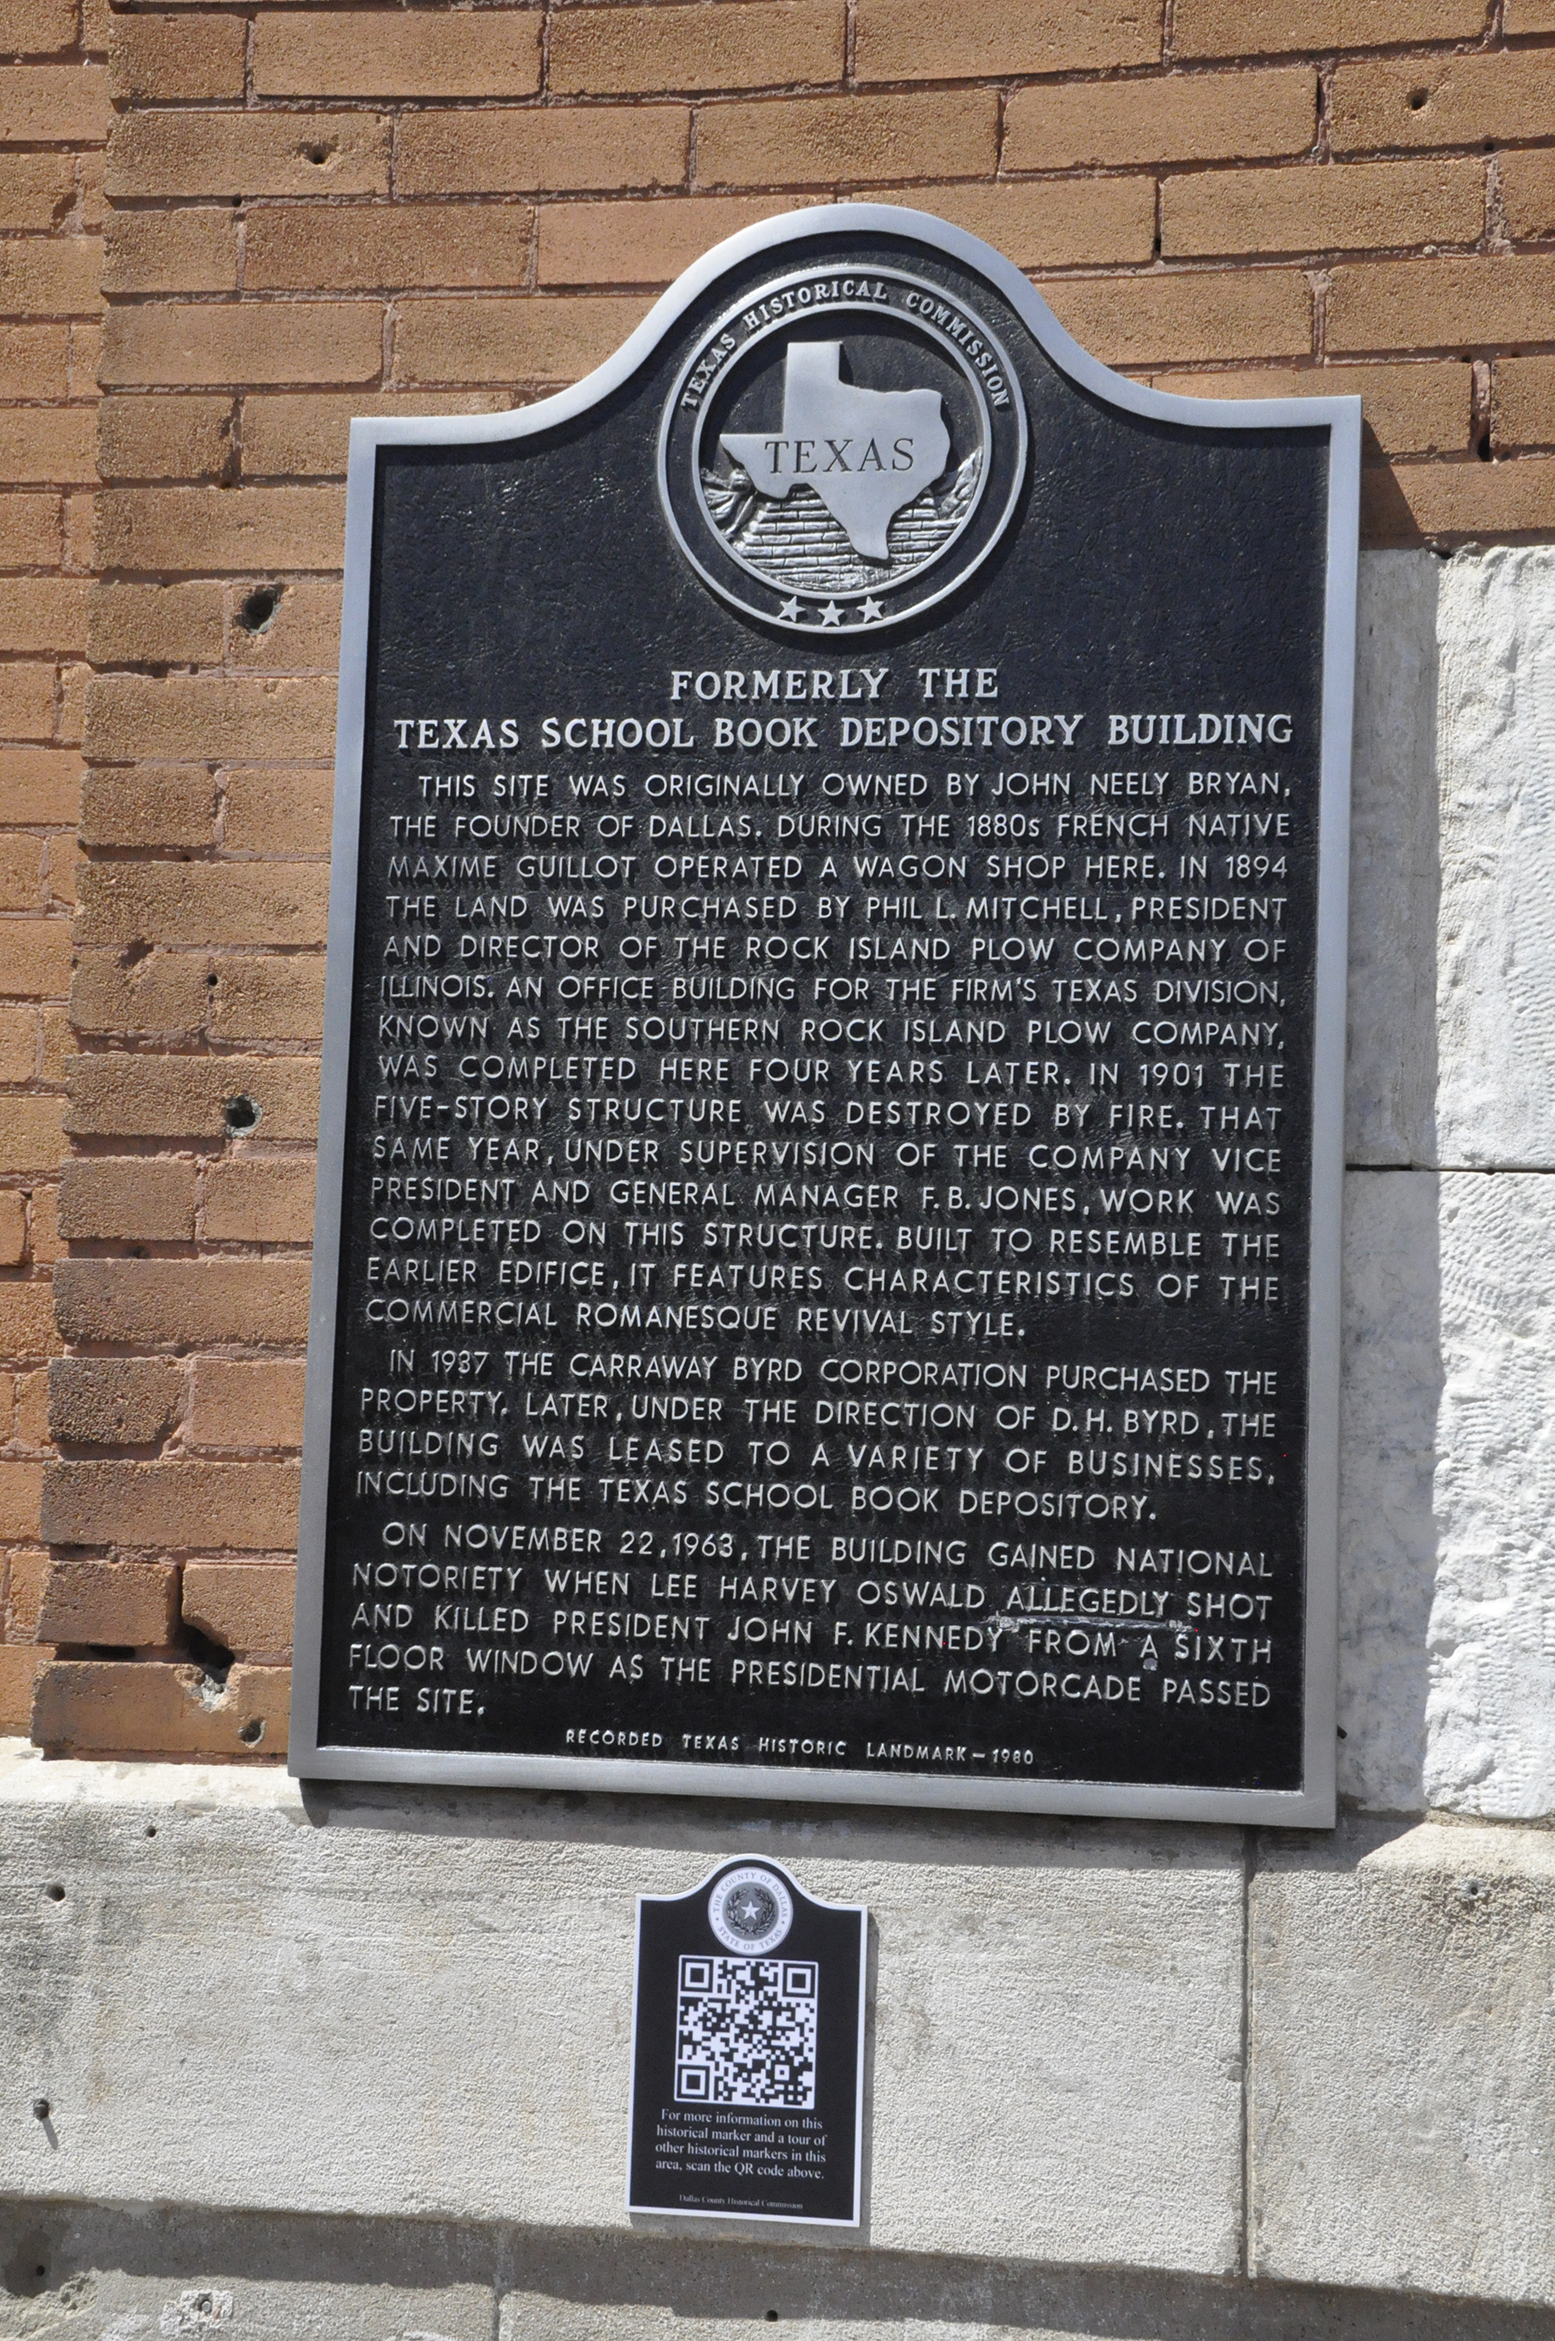 TEXAS HISTORICAL COMMISSION
TEXAS
FORMERLY THE
TEXAS SCHOOL BOOK DEPOSITORY BUILDING
THIS SITE WAS ORIGINALLY OWNED BY JOHN NEELY BRYAN,
THE FOUNDER OF DALLAS. DURING THE 1880s FRENCH NATIVE
MAXIME GUILLOT OPERATED A WAGON SHOP HERE. IN 1894
THE LAND WAS PURCHASED BY PHIL L. MITCHELL, PRESIDENT
AND DIRECTOR OF THE ROCK ISLAND PLOW COMPANY OF
ILLINOIS. AN OFFICE BUILDING FOR THE FIRM'S TEXAS DIVISION,
KNOWN AS THE SOUTHERN ROCK ISLAND PLOW COMPANY,
WAS COMPLETED HERE FOUR YEARS LATER. IN 1901 THE
FIVE-STORY STRUCTURE WAS DESTROYED BY FIRE. THAT
SAME YEAR, UNDER SUPERVISION OF THE COMPANY VICE
PRESIDENT AND GENERAL MANAGER F.B. JONES, WORK WAS
COMPLETED ON THIS STRUCTURE. BUILT TO RESEMBLE THE
EARLIER EDIFICE, IT FEATURES CHARACTERISTICS OF THE
COMMERCIAL ROMANESQUE REVIVAL STYLE.
IN 1937 THE CARRAWAY BYRD CORPORATION PURCHASED THE
PROPERTY. LATER, UNDER THE DIRECTION OF D.H. BYRD, THE
BUILDING WAS LEASED TO A VARIETY OF BUSINESSES,
INCLUDING THE TEXAS SCHOOL BOOK DEPOSITORY.
ON NOVEMBER 22, 1963, THE BUILDING GAINED NATIONAL
NOTORIETY WHEN LEE HARVEY OSWALD ALLEGEDLY SHOT
AND KILLED PRESIDENT JOHN F. KENNEDY FROM A SIXTH
FLOOR WINDOW AS THE PRESIDENTIAL MOTORCADE PASSED
THE SITE.
RECORDED TEXAS HISTORIC LANDMARK—1980
THE COUNTY OF DALLAS
STATE OF TEXAS
For more information on this
historical marker and a tour of
other historical markers in this
area, scan the QR code above.
Dallas County Historical Commission